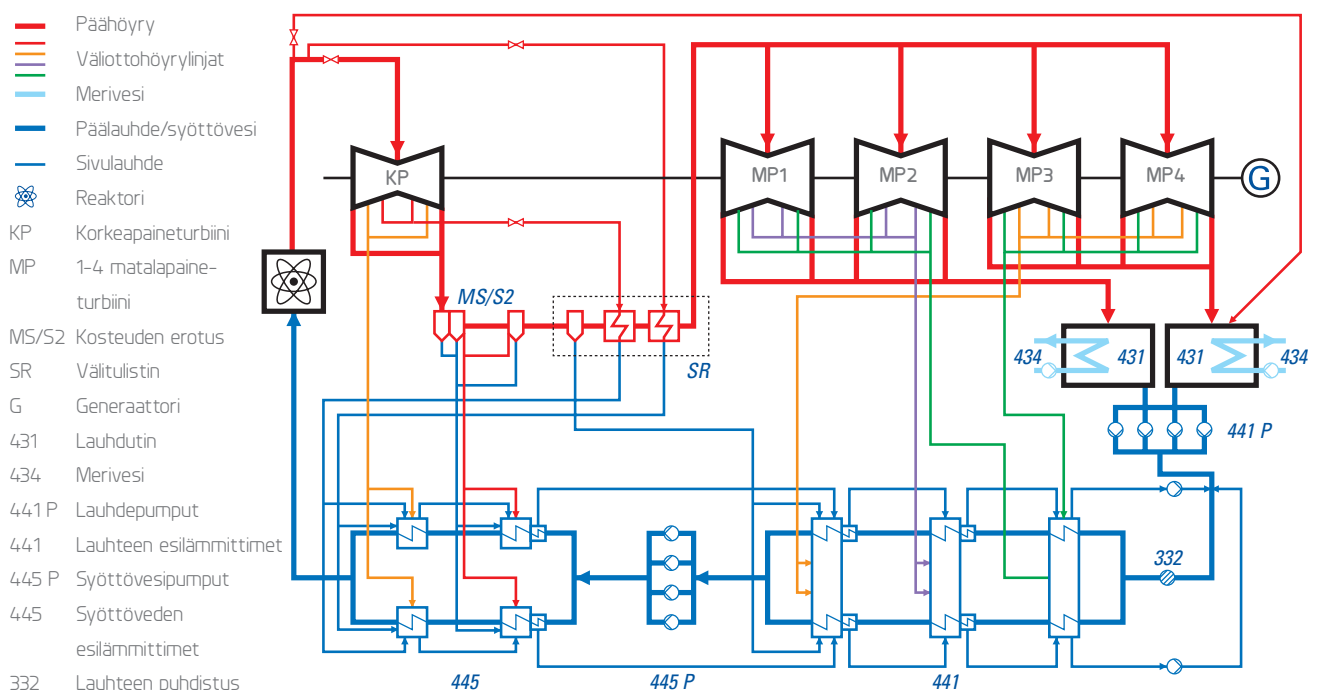 Päähöyry
Väliottohöyrylinjat
Merivesi
Päälauhde/syöttövesi
Sivulauhde
Reaktori
KP Korkeapaineturbiini
MP 1-4 matalapaine-
turbiini
MS/S2 Kosteuden erotus
SR Välitulistin
G Generaattori
431 Lauhdutin
434 Merivesi
441 P Lauhdepumput
441 Lauhteen esilämmittimet
445 P Syöttövesipumput
445 Syöttöveden
esilämmittimet
332 Lauhteen puhdistus
KP
MP1
MP2
MP3
MP4
G
MS/S2
SR
434
431
431
434
441 P
332
445
445 P
441